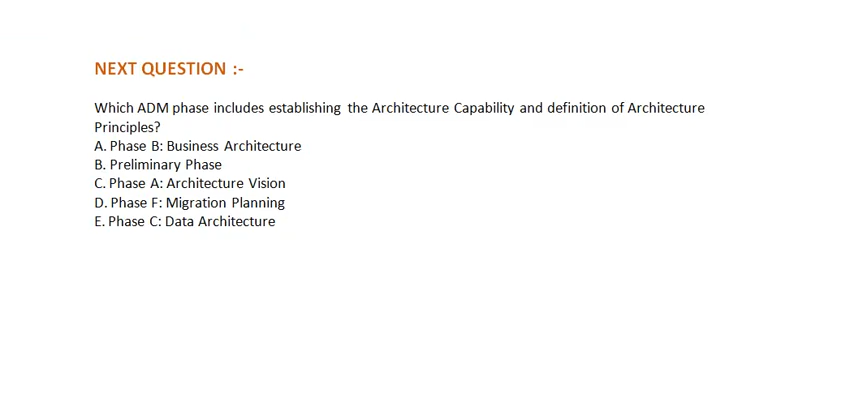 NEXT QUESTION :-
Which ADM phase includes establishing the Architecture Capability and definition of Architecture
Principles?
A. Phase B: Business Architecture
B. Preliminary Phase
C. Phase A: Architecture Vision
D. Phase F: Migration Planning
E. Phase C: Data Architecture